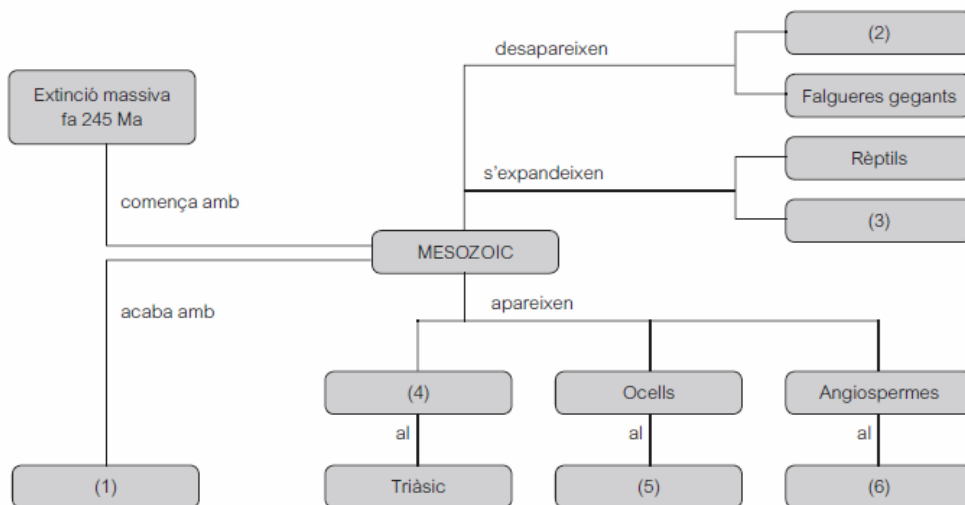 desapareixen
(2)
Falgueres gegants
Extinció massiva
fa 245 Ma
s'expandeixen
Rèptils
(3)
comença amb
MESOZOIC
acaba amb
apareixen
(4)
Ocells
Angiospermes
al
al
al
(1)
Triàsic
(5)
(6)